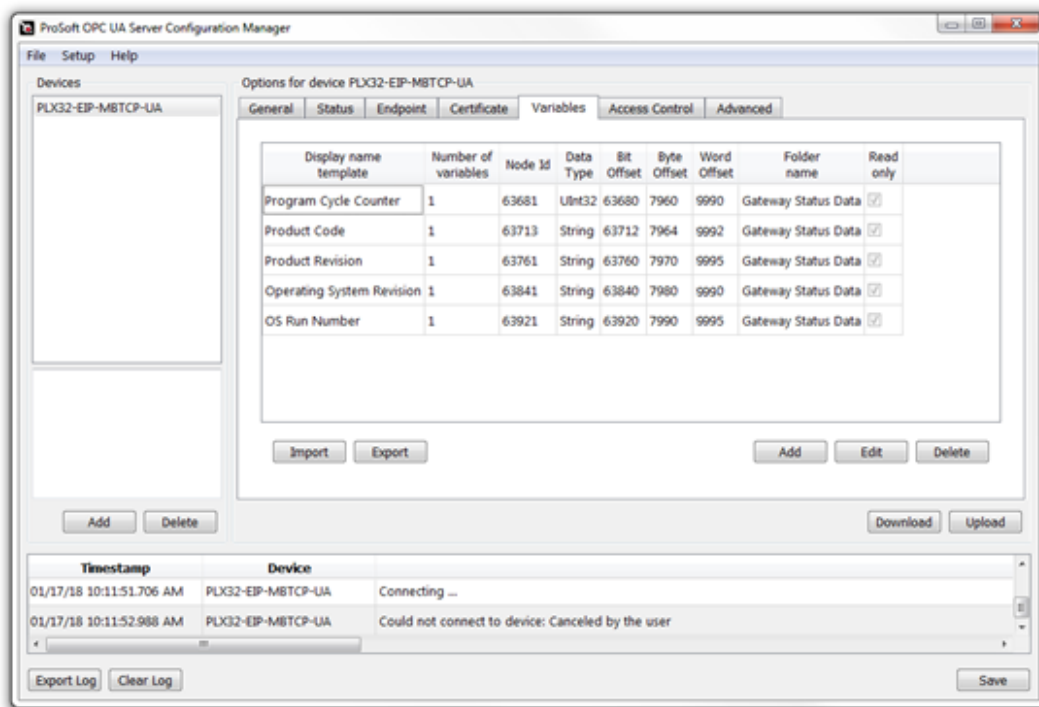 ProSoft OPC UA Server Configuration Manager
File Setup Help
Devices
PLX32-EIP-MBTCP-UA
Options for device PLX32-EIP-MBTCP-UA
General Status Endpoint Certificate Variables Access Control Advanced
Display name template Number of variables Node Id Data Type Bit Offset Byte Offset Word Offset Folder name Read only
Program Cycle Counter 1 63681 UInt32 63680 7960 9990 Gateway Status Data
Product Code 1 63713 String 63712 7964 9992 Gateway Status Data
Product Revision 1 63761 String 63760 7970 9995 Gateway Status Data
Operating System Revision 1 63841 String 63840 7980 9990 Gateway Status Data
OS Run Number 1 63921 String 63920 7990 9995 Gateway Status Data
Import Export Add Edit Delete
Add Delete Download Upload
Timestamp Device
01/17/18 10:11:51.706 AM PLX32-EIP-MBTCP-UA Connecting ...
01/17/18 10:11:52.988 AM PLX32-EIP-MBTCP-UA Could not connect to device: Canceled by the user
Export Log Clear Log Save